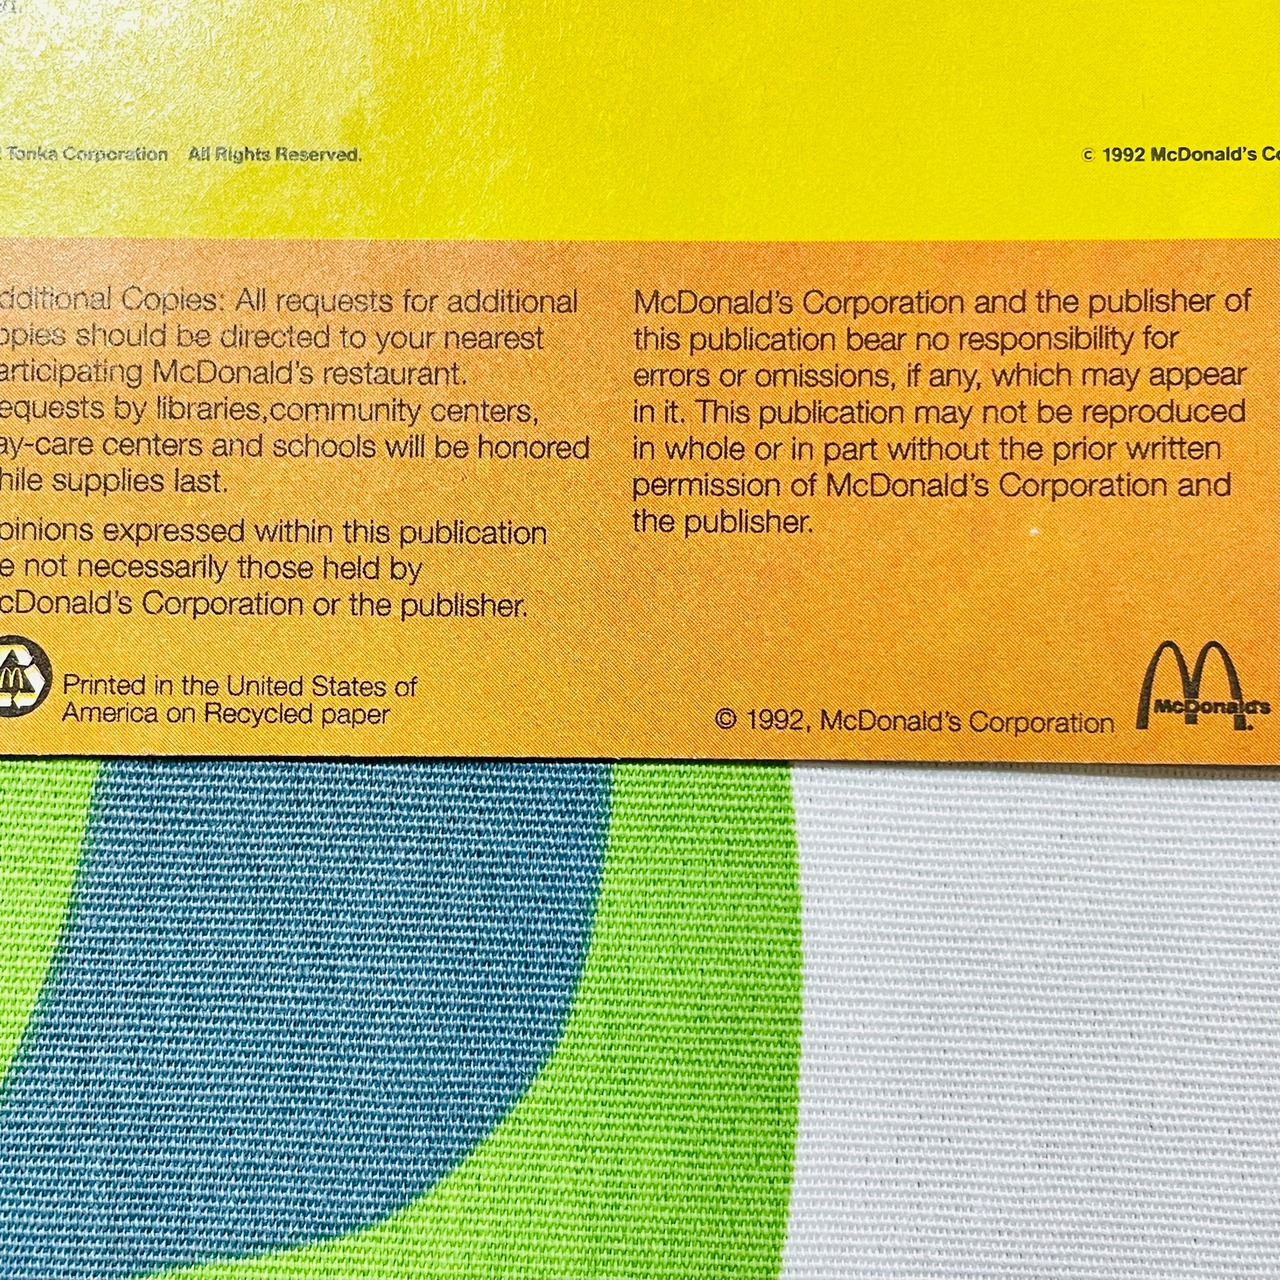 Tonka Corporation All Rights Reserved.
© 1992 McDonald's Co
dditional Copies: All requests for additional
opies should be directed to your nearest
articipating McDonald's restaurant.
equests by libraries,community centers,
ay-care centers and schools will be honored
hile supplies last.
pinions expressed within this publication
e not necessarily those held by
cDonald's Corporation or the publisher.
Printed in the United States of
America on Recycled paper
McDonald's Corporation and the publisher of
this publication bear no responsibility for
errors or omissions, if any, which may appear
in it. This publication may not be reproduced
in whole or in part without the prior written
permission of McDonald's Corporation and
the publisher.
© 1992, McDonald's Corporation
McDonald's